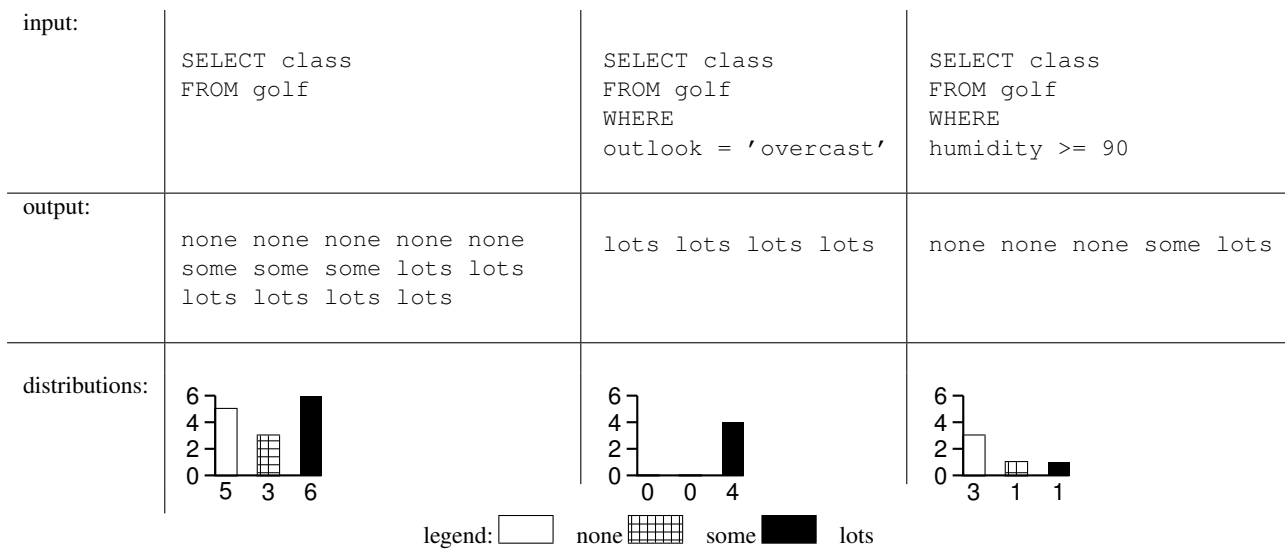 input:
SELECT class
FROM golf
SELECT class
FROM golf
WHERE
outlook = ’overcast’
SELECT class
FROM golf
WHERE
humidity >= 90
output:
none none none none none
some some some lots lots
lots lots lots lots
lots lots lots lots
none none none some lots
distributions:
6
4
2
0
5 3 6
6
4
2
0
0 0 4
6
4
2
0
3 1 1
legend: none some lots